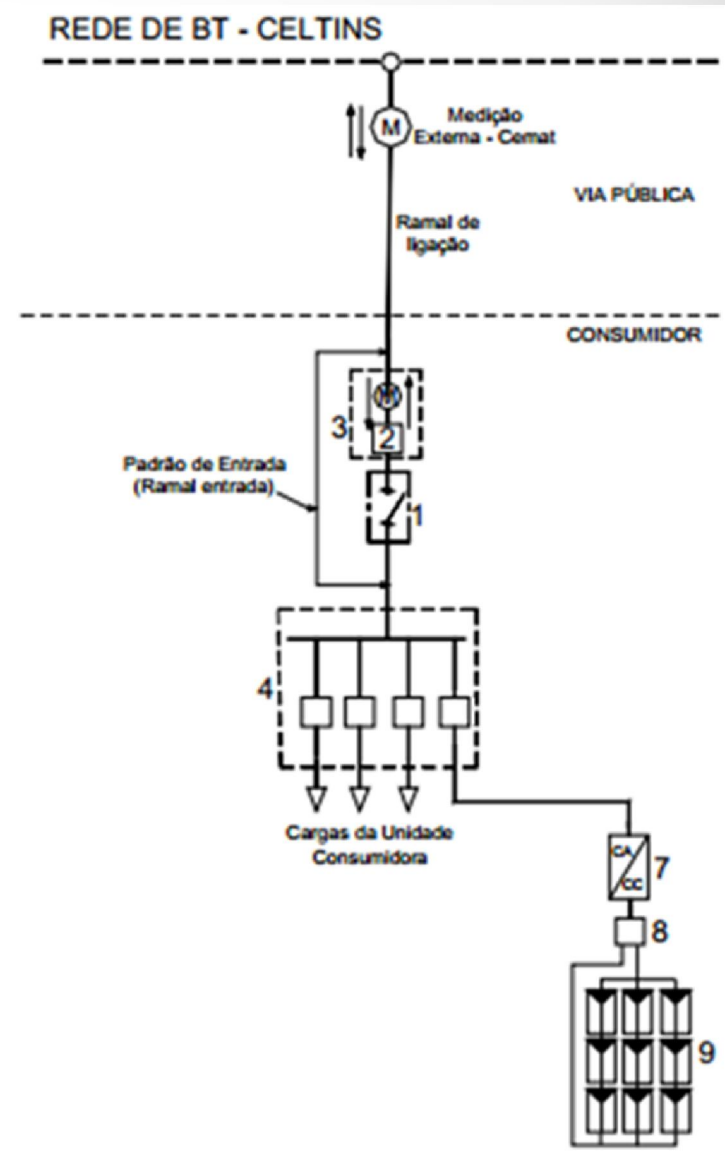 REDE DE BT - CELTINS
M
Medição
Externa - Cemat
VIA PÚBLICA
Ramal de
ligação
CONSUMIDOR
M
3
2
Padrão de Entrada
(Ramal entrada)
1
4
Cargas da Unidade
Consumidora
CA
CC
7
8
9